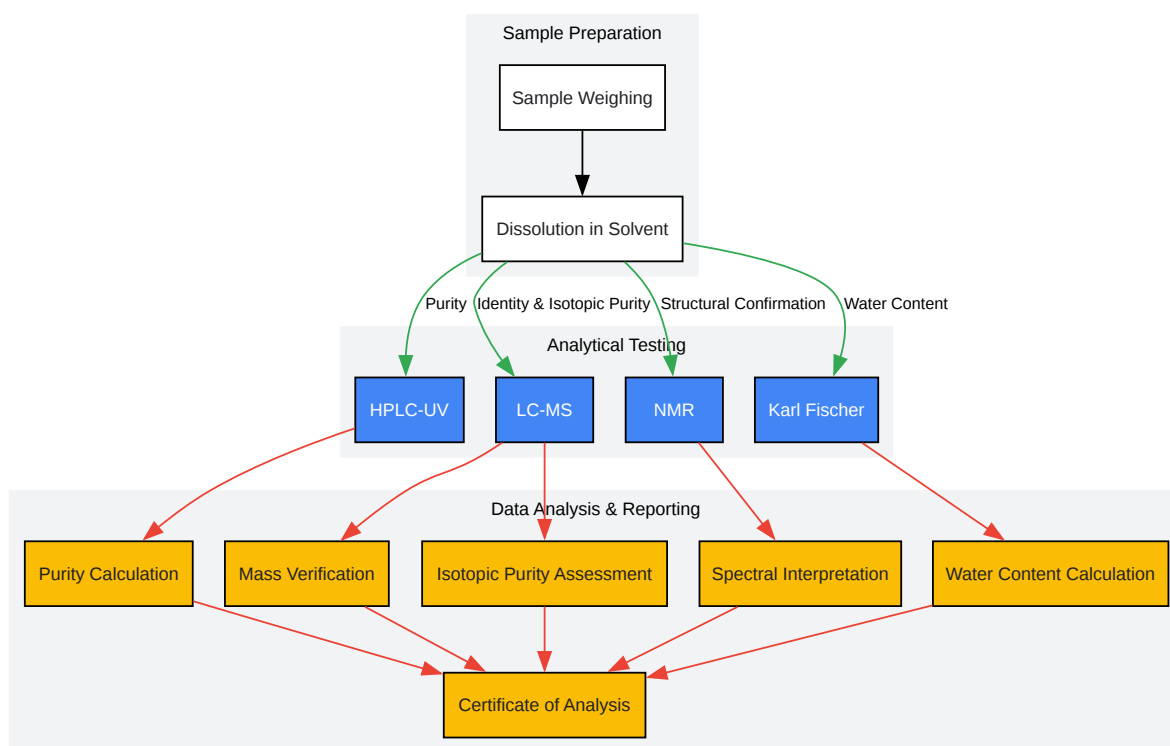 Sample Preparation
Sample Weighing
Dissolution in Solvent
Purity
Identity & Isotopic Purity
Structural Confirmation
Water Content
Analytical Testing
HPLC-UV
LC-MS
NMR
Karl Fischer
Data Analysis & Reporting
Purity Calculation
Mass Verification
Isotopic Purity Assessment
Spectral Interpretation
Water Content Calculation
Certificate of Analysis